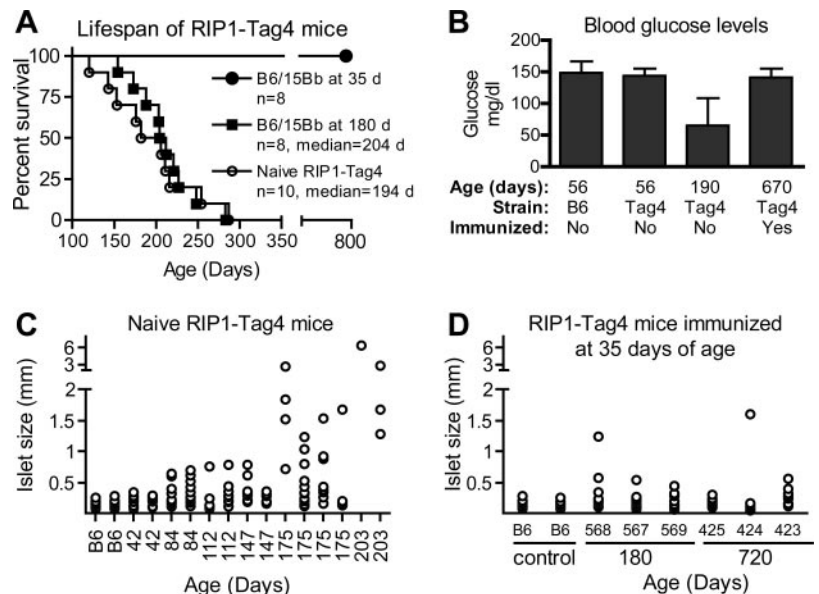 A
Lifespan of RIP1-Tag4 mice
Percent survival
100
75
50
25
0
B6/15Bb at 35 d
n=8
B6/15Bb at 180 d
n=8, median=204 d
Naive RIP1-Tag4
n=10, median=194 d
100 150 200 250 300 350 800
Age (Days)
B
Blood glucose levels
Glucose
mg/dl
200
150
100
50
0
Age (days): 56 56 190 670
Strain: B6 Tag4 Tag4 Tag4
Immunized: No No No Yes
C
Naive RIP1-Tag4 mice
Islet size (mm)
6
3
2
1.5
1
0.5
B6 B6 42 42 84 84 112 112 147 147 175 175 175 175 203 203
Age (Days)
D
RIP1-Tag4 mice immunized
at 35 days of age
Islet size (mm)
6
3
2
1.5
1
0.5
B6 B6 568 567 569 425 424 423
control 180 720
Age (Days)